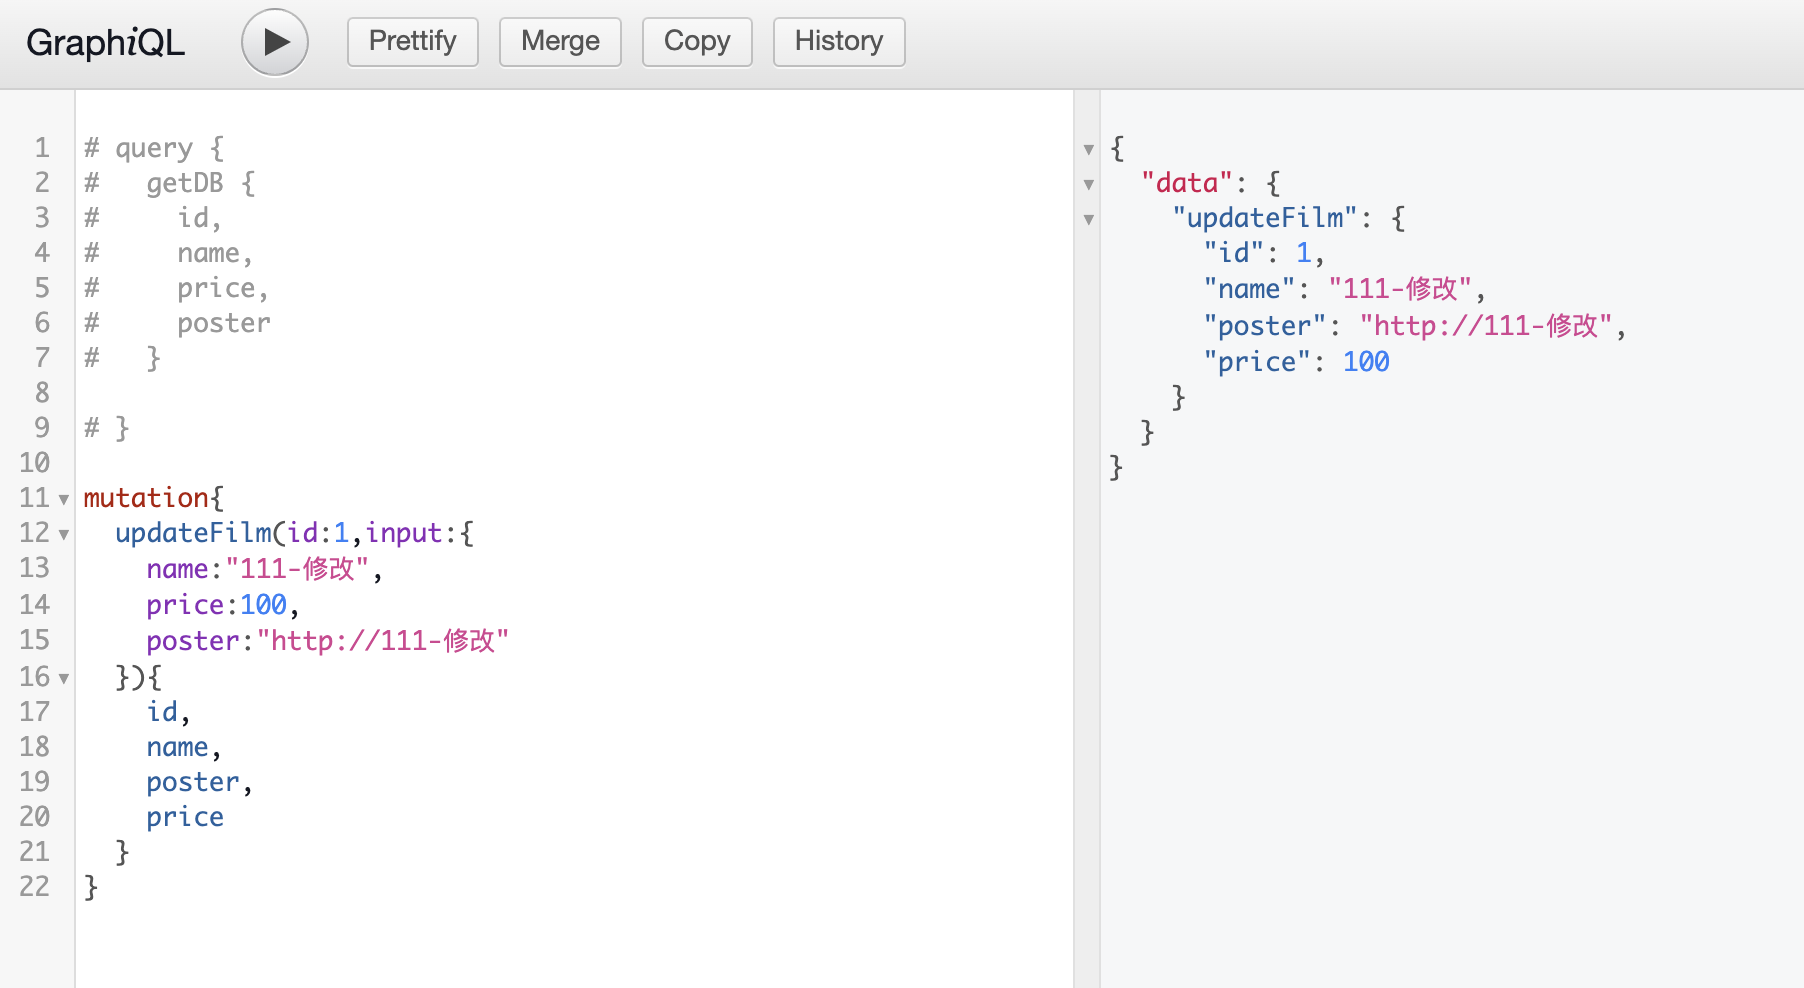 GraphiQL Prettify Merge Copy History
1 # query {
2 #   getDB {
3 #     id,
4 #     name,
5 #     price,
6 #     poster
7 #   }
8
9 # }
10
11 mutation{
12   updateFilm(id:1,input:{
13     name:"111-修改",
14     price:100,
15     poster:"http://111-修改"
16   }){
17     id,
18     name,
19     poster,
20     price
21   }
22 }
{
  "data": {
    "updateFilm": {
      "id": 1,
      "name": "111-修改",
      "poster": "http://111-修改",
      "price": 100
    }
  }
}